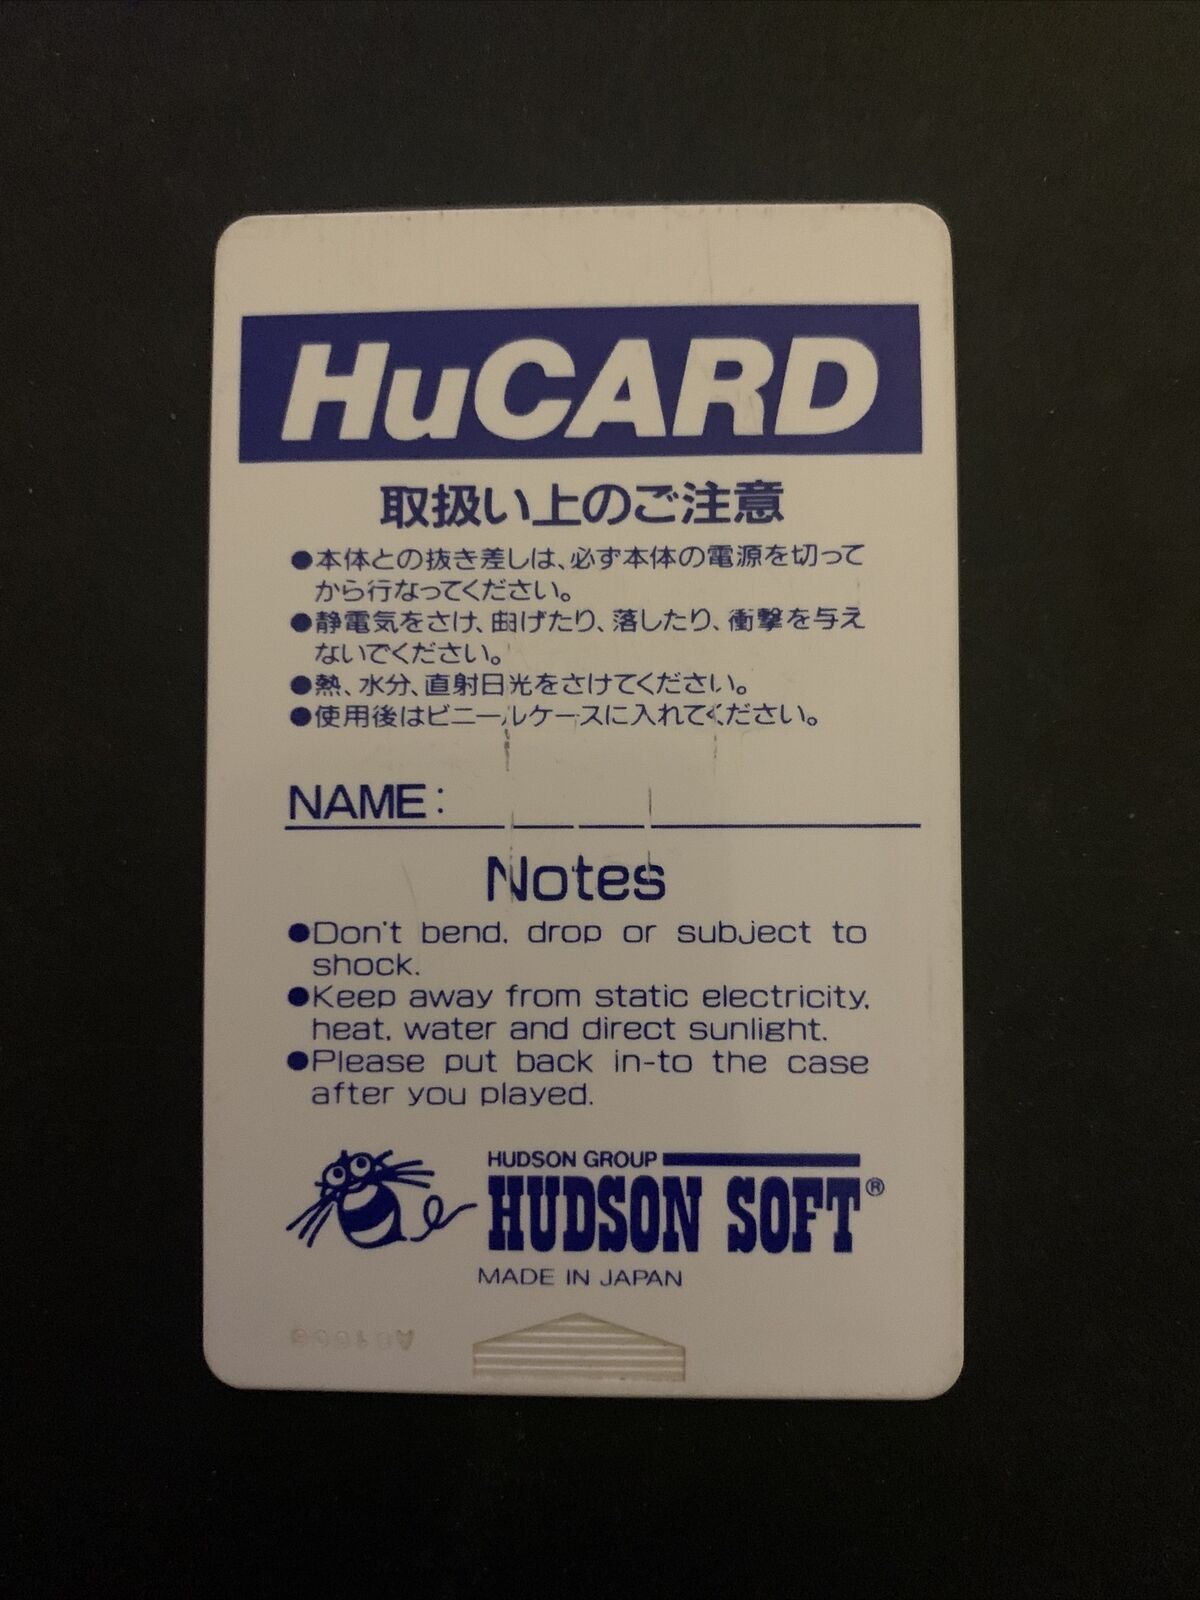 HuCARD
取扱い上のご注意
●本体との抜き差しは、必ず本体の電源を切って
から行なってください。
●静電気をさけ、曲げたり、落したり、衝撃を与え
ないでください。
●熱、水分、直射日光をさけてください。
●使用後はビニールケースに入れてください。
NAME:
Notes
●Don't bend, drop or subject to
shock.
●Keep away from static electricity,
heat, water and direct sunlight.
●Please put back in-to the case
after you played.
HUDSON GROUP
HUDSON SOFT®
MADE IN JAPAN